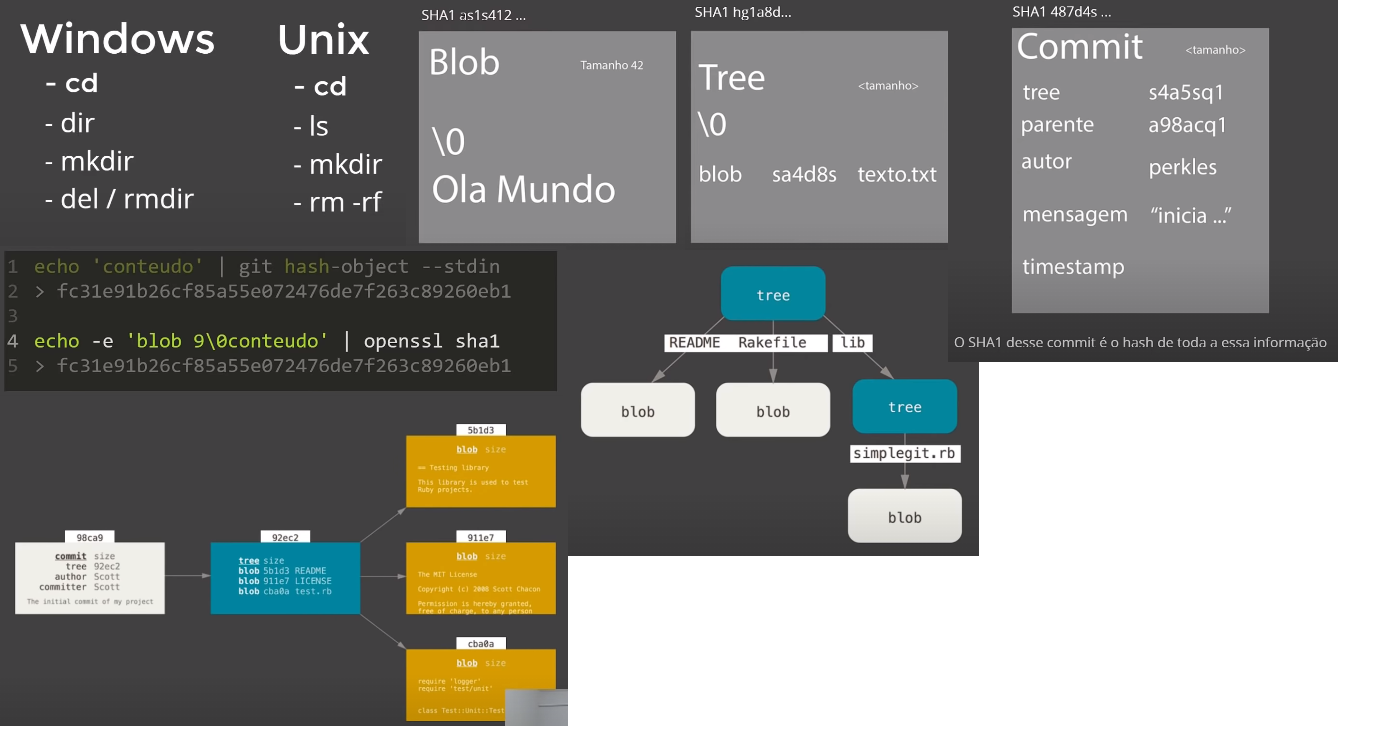 Windows
- cd
- dir
- mkdir
- del / rmdir
Unix
- cd
- ls
- mkdir
- rm -rf
SHA1 as1s412 ...
Blob Tamanho 42
\0
Ola Mundo
SHA1 hg1a8d...
Tree <tamanho>
\0
blob sa4d8s texto.txt
SHA1 487d4s ...
Commit <tamanho>
tree s4a5sq1
parente a98acq1
autor perkles
mensagem “inicia ...”
timestamp
O SHA1 desse commit é o hash de toda a essa informação
1 echo 'conteudo' | git hash-object --stdin
2 > fc31e91b26cf85a55e072476de7f263c89260eb1
3
4 echo -e 'blob 9\0conteudo' | openssl sha1
5 > fc31e91b26cf85a55e072476de7f263c89260eb1
tree
README Rakefile lib
blob blob tree
simplegit.rb
blob
98ca9
commit size
tree 92ec2
author Scott
committer Scott
The initial commit of my project
92ec2
tree size
blob 5b1d3 README
blob 911e7 LICENSE
blob cba0a test.rb
5b1d3
blob size
== Testing library
This library is used to test
Ruby projects.
911e7
blob size
The MIT License
Copyright (c) 2008 Scott Chacon
Permission is hereby granted,
free of charge, to any person
cba0a
blob size
require 'logger'
require 'test/unit'
class Test::Unit::Test